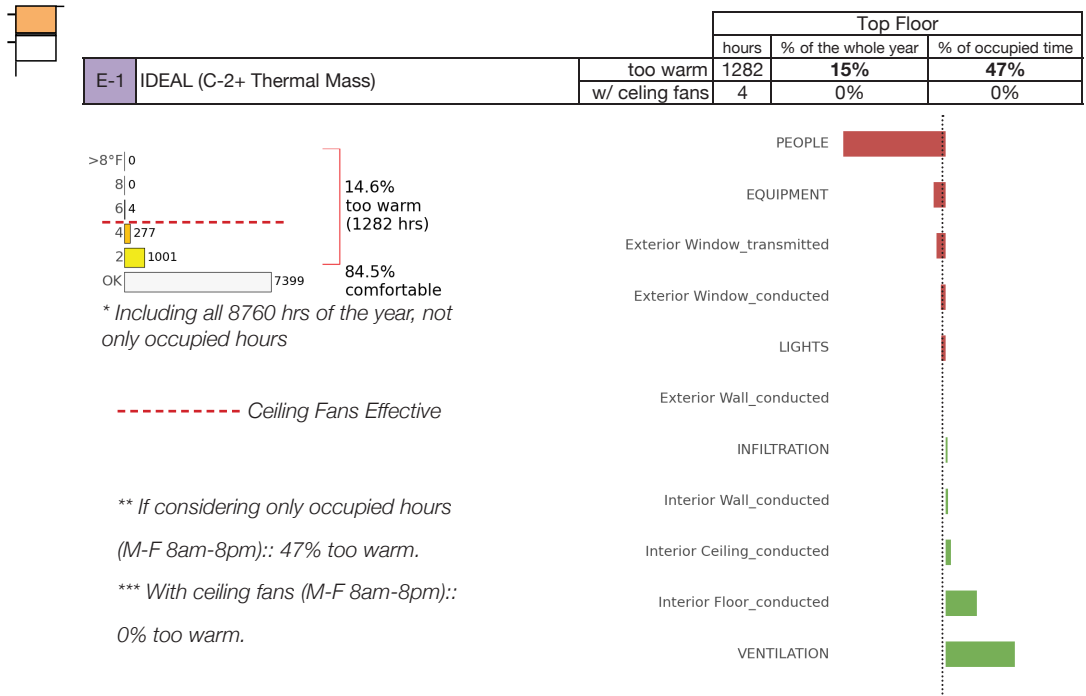 Top Floor
hours % of the whole year % of occupied time
E-1 IDEAL (C-2+ Thermal Mass) too warm 1282 15% 47%
w/ celing fans 4 0% 0%
>8°F 0
8 0
6 4
4 277
2 1001
OK 7399
14.6%
too warm
(1282 hrs)
84.5%
comfortable
* Including all 8760 hrs of the year, not
only occupied hours
Ceiling Fans Effective
** If considering only occupied hours
(M-F 8am-8pm):: 47% too warm.
*** With ceiling fans (M-F 8am-8pm)::
0% too warm.
PEOPLE
EQUIPMENT
Exterior Window_transmitted
Exterior Window_conducted
LIGHTS
Exterior Wall_conducted
INFILTRATION
Interior Wall_conducted
Interior Ceiling_conducted
Interior Floor_conducted
VENTILATION